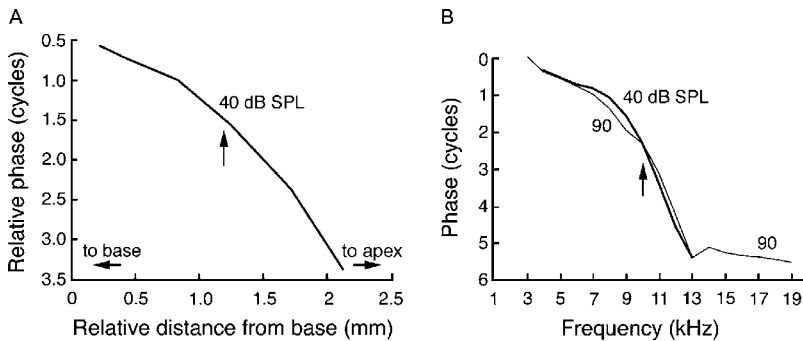 A
0.5
1.0
1.5
2.0
2.5
3.0
3.5
Relative phase (cycles)
40 dB SPL
to base
to apex
0 0.5 1.0 1.5 2.0 2.5
Relative distance from base (mm)
B
0
1
2
3
4
5
6
Phase (cycles)
40 dB SPL
90
90
1 3 5 7 9 11 13 15 17 19
Frequency (kHz)